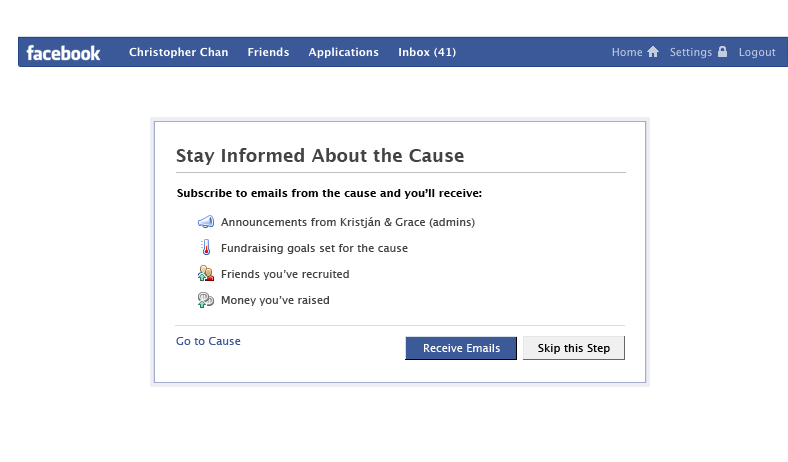 facebook Christopher Chan Friends Applications Inbox (41) Home Settings Logout
Stay Informed About the Cause
Subscribe to emails from the cause and you'll receive:
Announcements from Kristján & Grace (admins)
Fundraising goals set for the cause
Friends you've recruited
Money you've raised
Go to Cause Receive Emails Skip this Step